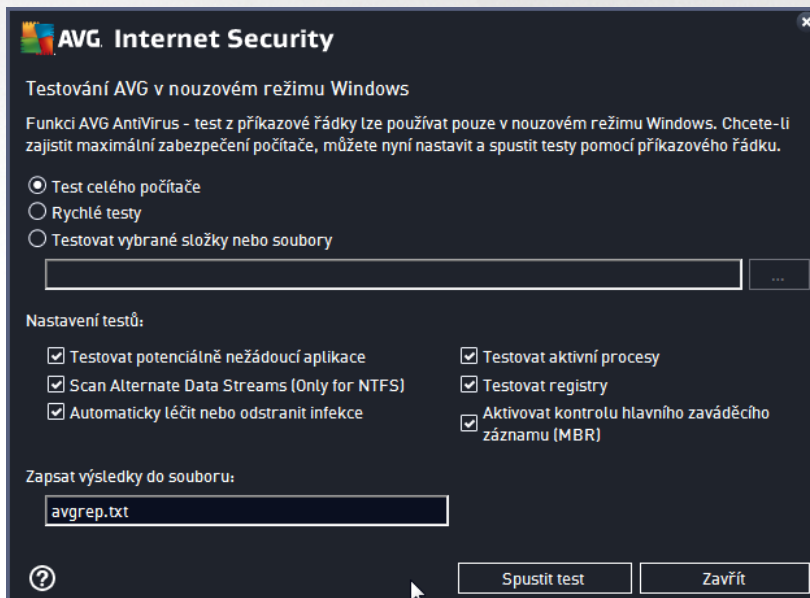 AVG. Internet Security
Testování AVG v nouzovém režimu Windows
Funkci AVG AntiVirus - test z příkazové řádky lze používat pouze v nouzovém režimu Windows. Chcete-li
zajistit maximální zabezpečení počítače, můžete nyní nastavit a spustit testy pomocí příkazového řádku.
Test celého počítače
Rychlé testy
Testovat vybrané složky nebo soubory
...
Nastavení testů:
Testovat potenciálně nežádoucí aplikace
Testovat aktivní procesy
Scan Alternate Data Streams (Only for NTFS)
Testovat registry
Automaticky léčit nebo odstranit infekce
Aktivovat kontrolu hlavního zaváděcího
záznamu (MBR)
Zapsat výsledky do souboru:
avgrep.txt
?
Spustit test
Zavřít